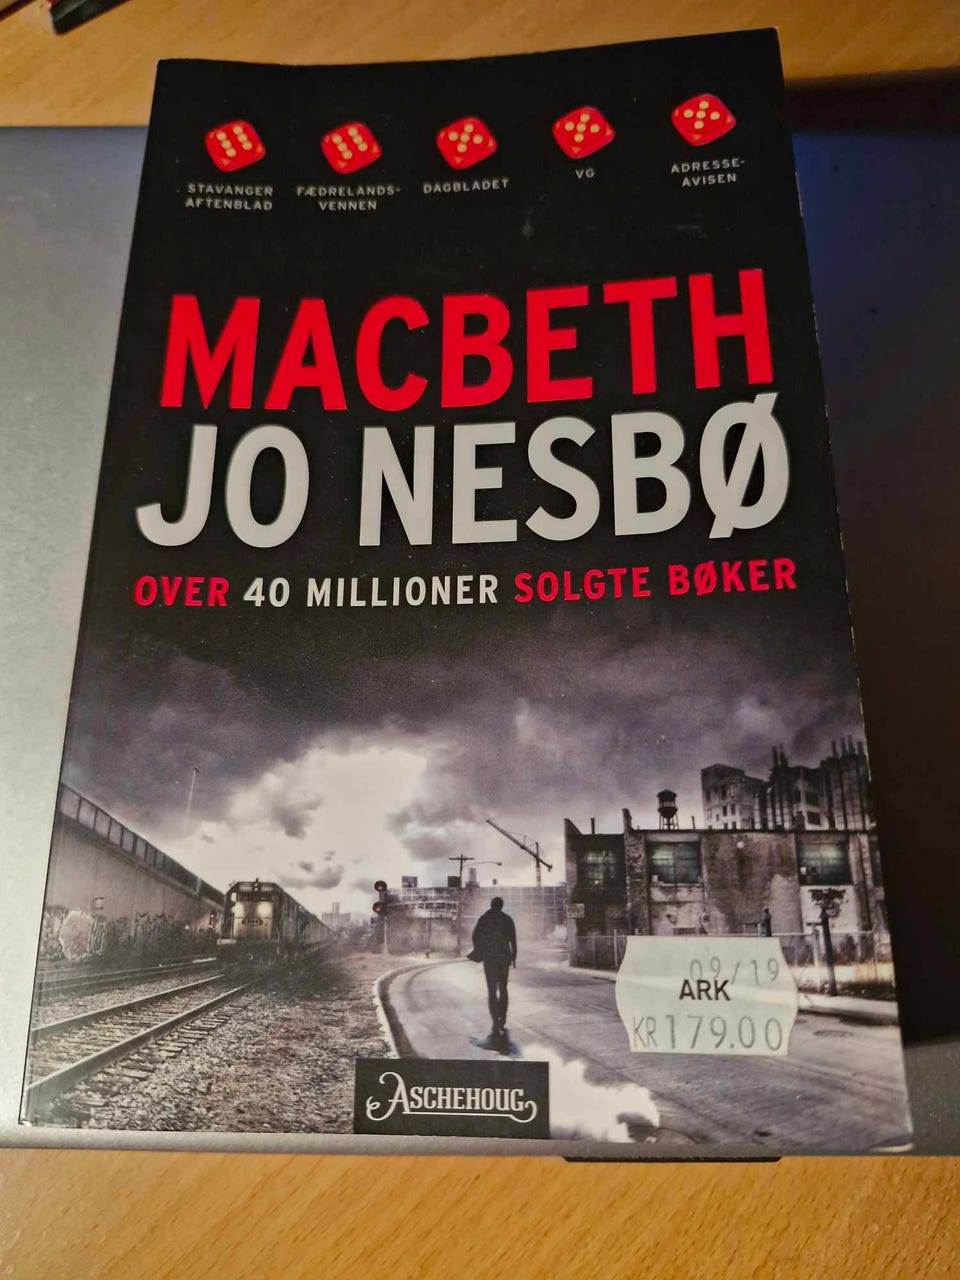 STAVANGER
AFTENBLAD
FÆDRELANDS-
VENNEN
DAGBLADET
VG
ADRESSE-
AVISEN
MACBETH
JO NESBØ
OVER 40 MILLIONER SOLGTE BØKER
09/19
ARK
KR179.00
ASCHEHOUG